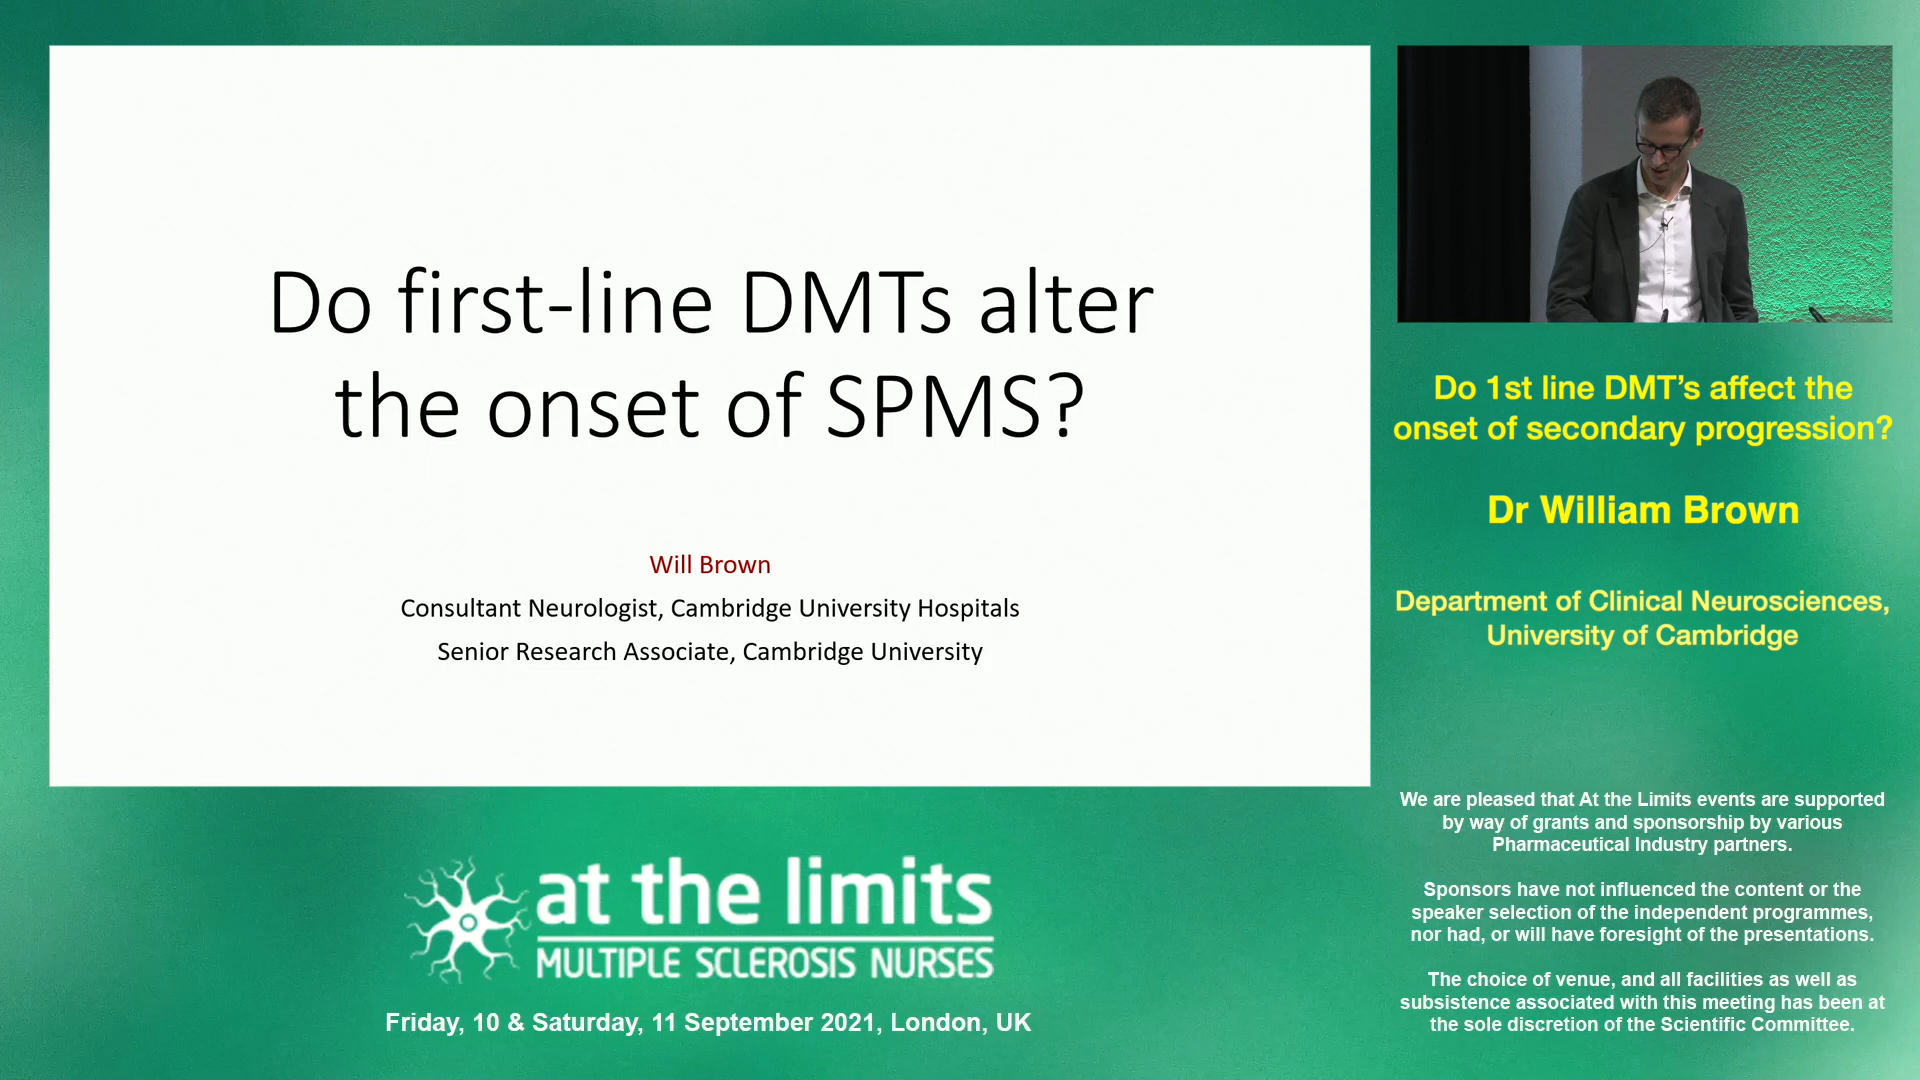 Do first-line DMTs alter
the onset of SPMS?
Will Brown
Consultant Neurologist, Cambridge University Hospitals
Senior Research Associate, Cambridge University
Do 1st line DMT’s affect the
onset of secondary progression?
Dr William Brown
Department of Clinical Neurosciences,
University of Cambridge
We are pleased that At the Limits events are supported
by way of grants and sponsorship by various
Pharmaceutical Industry partners.
Sponsors have not influenced the content or the
speaker selection of the independent programmes,
nor had, or will have foresight of the presentations.
The choice of venue, and all facilities as well as
subsistence associated with this meeting has been at
the sole discretion of the Scientific Committee.
at the limits
MULTIPLE SCLEROSIS NURSES
Friday, 10 & Saturday, 11 September 2021, London, UK